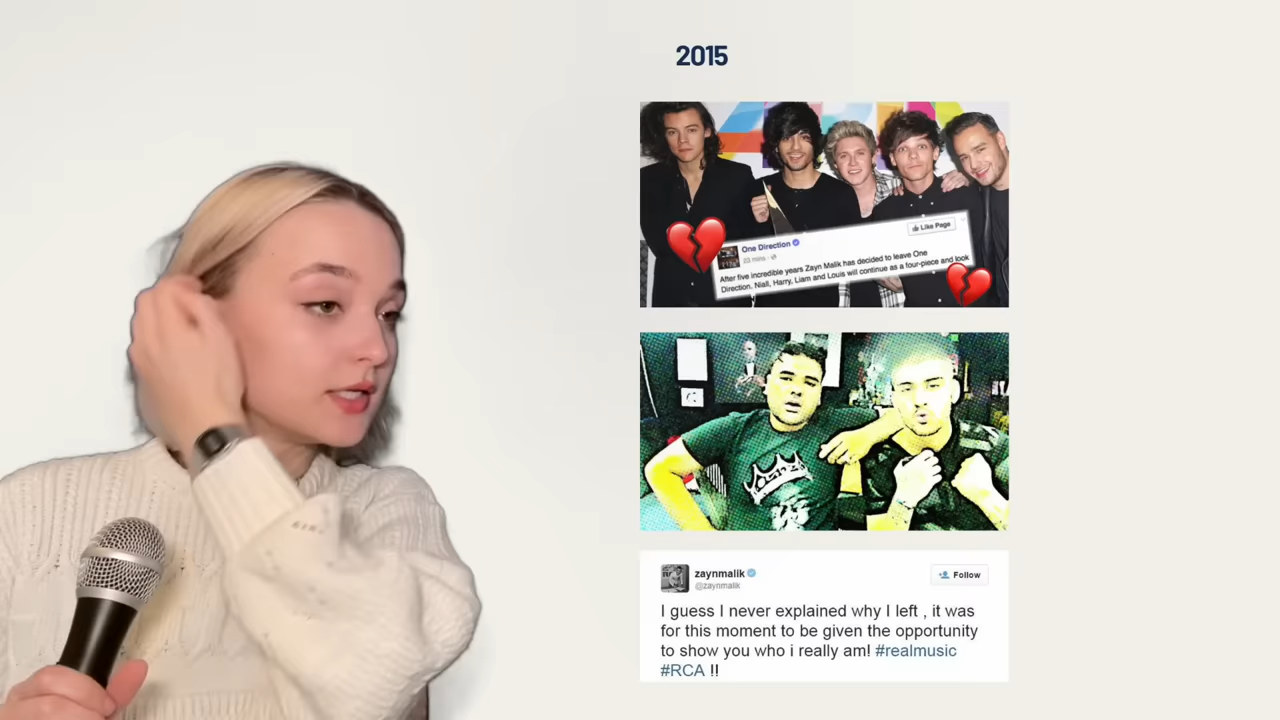 2015
Like Page
One Direction
23 mins
After five incredible years Zayn Malik has decided to leave One
Direction. Niall, Harry, Liam and Louis will continue as a four-piece and look
zaynmalik
@zaynmalik
Follow
I guess I never explained why I left , it was
for this moment to be given the opportunity
to show you who i really am! #realmusic
#RCA !!